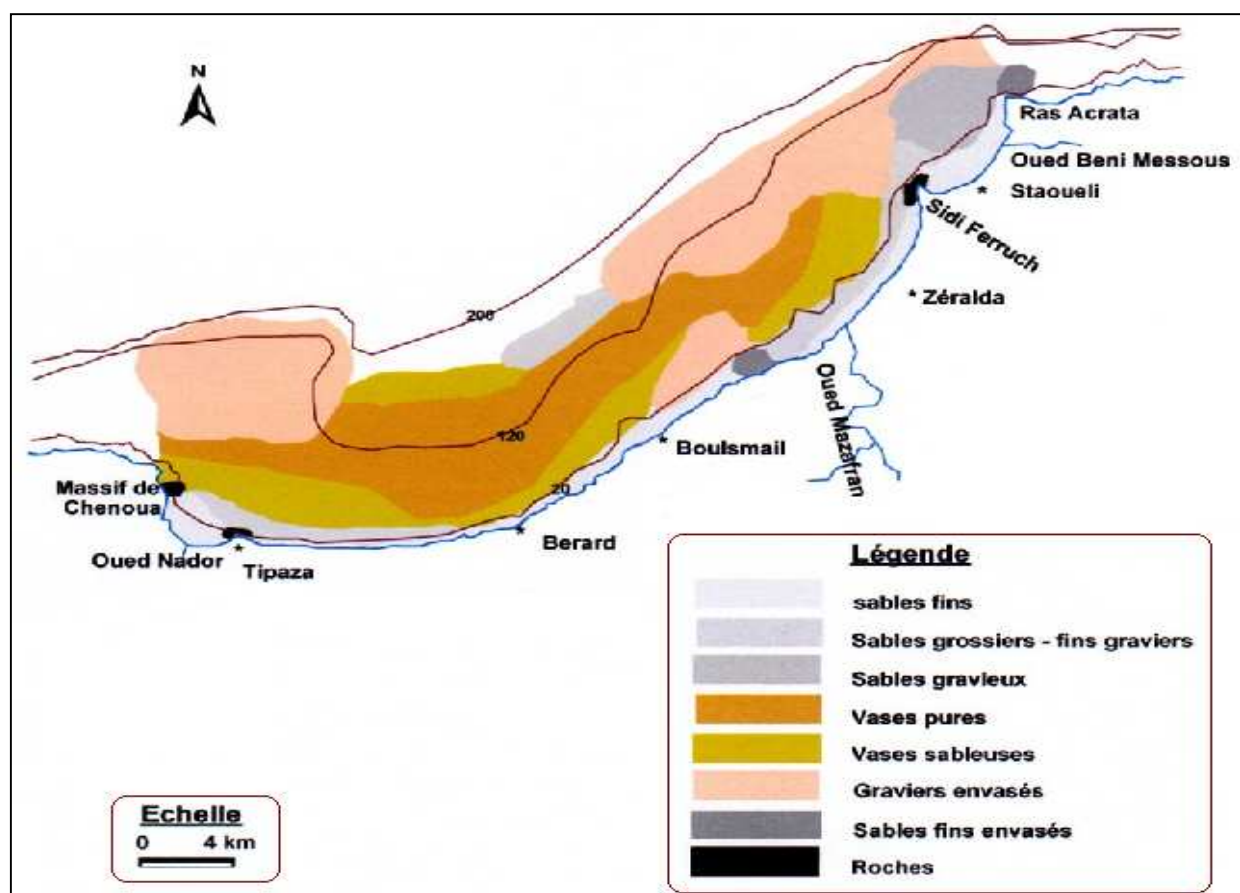 N
Ras Acrata
Oued Beni Messous
Staoueli
Sidi Ferruch
Zéralda
200
Oued Mazafran
120
Boulsmail
20
Massif de
Chenoua
Berard
Oued Nador
Tipaza
Légende
sables fins
Sables grossiers - fins graviers
Sables gravleux
Vases pures
Vases sableuses
Graviers envasés
Sables fins envasés
Roches
Echelle
0 4 km